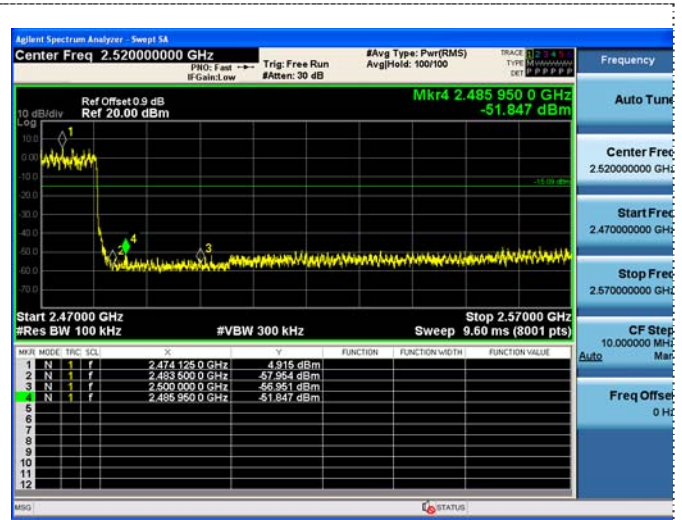 Agilent Spectrum Analyzer - Swept SA
Center Freq 2.520000000 GHz
PNO: Fast
IFGain:Low
Trig: Free Run
#Atten: 30 dB
#Avg Type: Pwr(RMS)
Avg|Hold: 100/100
TRACE 1 2 3 4 5 6
TYPE M
DET P P P P P P
Ref Offset 0.9 dB
10 dB/div Ref 20.00 dBm
Log
Mkr4 2.485 950 0 GHz
-51.847 dBm
10.0
0.00
-10.0
-20.0
-30.0
-40.0
-50.0
-60.0
-70.0
1
2
4
3
-15.09 dBm
Start 2.47000 GHz Stop 2.57000 GHz
#Res BW 100 kHz #VBW 300 kHz Sweep 9.60 ms (8001 pts)
MKR MODE TRC SCL X Y FUNCTION FUNCTION WIDTH FUNCTION VALUE
1 N 1 f 2.474 125 0 GHz 4.915 dBm
2 N 1 f 2.483 500 0 GHz -57.954 dBm
3 N 1 f 2.500 000 0 GHz -56.951 dBm
4 N 1 f 2.485 950 0 GHz -51.847 dBm
5
6
7
8
9
10
11
12
MSG STATUS
Frequency
Auto Tune
Center Freq
2.520000000 GHz
Start Freq
2.470000000 GHz
Stop Freq
2.570000000 GHz
CF Step
10.000000 MHz
Auto Man
Freq Offset
0 Hz